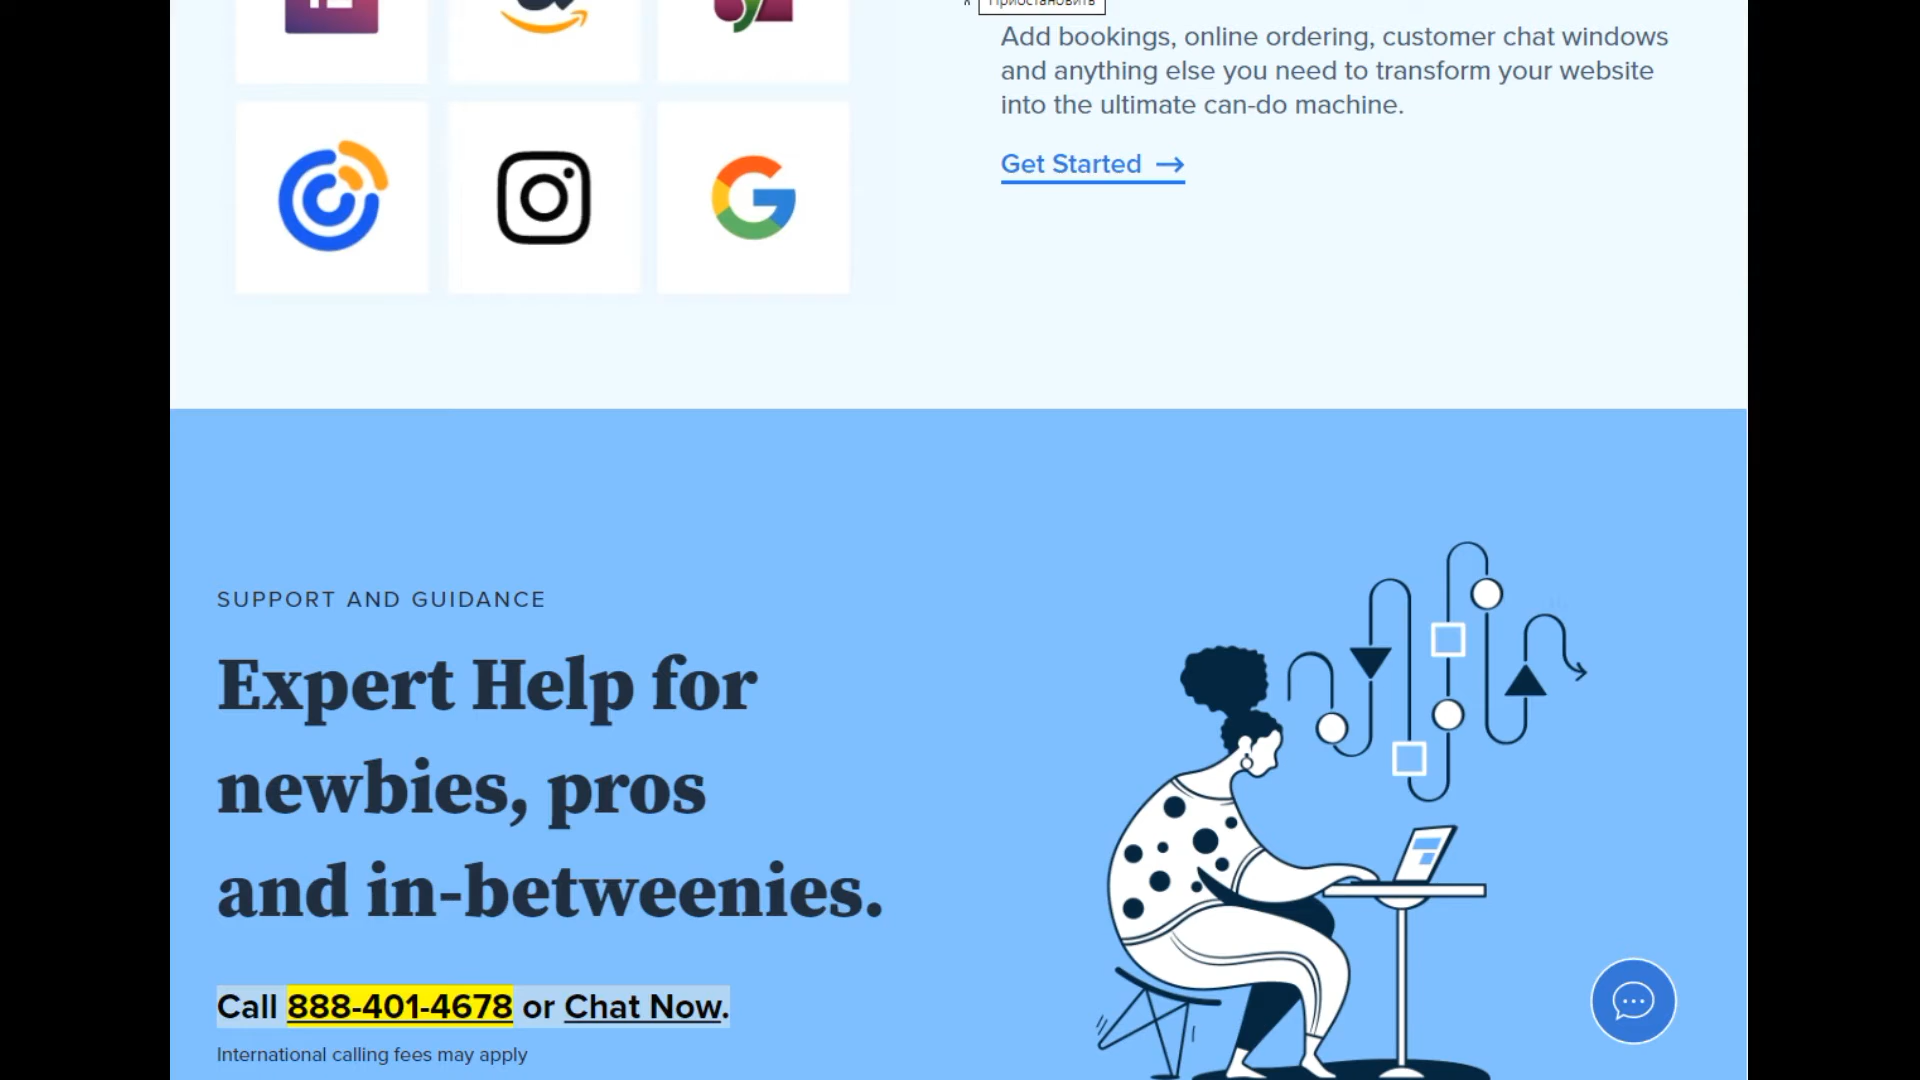 Приостановить
Add bookings, online ordering, customer chat windows
and anything else you need to transform your website
into the ultimate can-do machine.
Get Started →
SUPPORT AND GUIDANCE
Expert Help for
newbies, pros
and in-betweenies.
Call 888-401-4678 or Chat Now.
International calling fees may apply